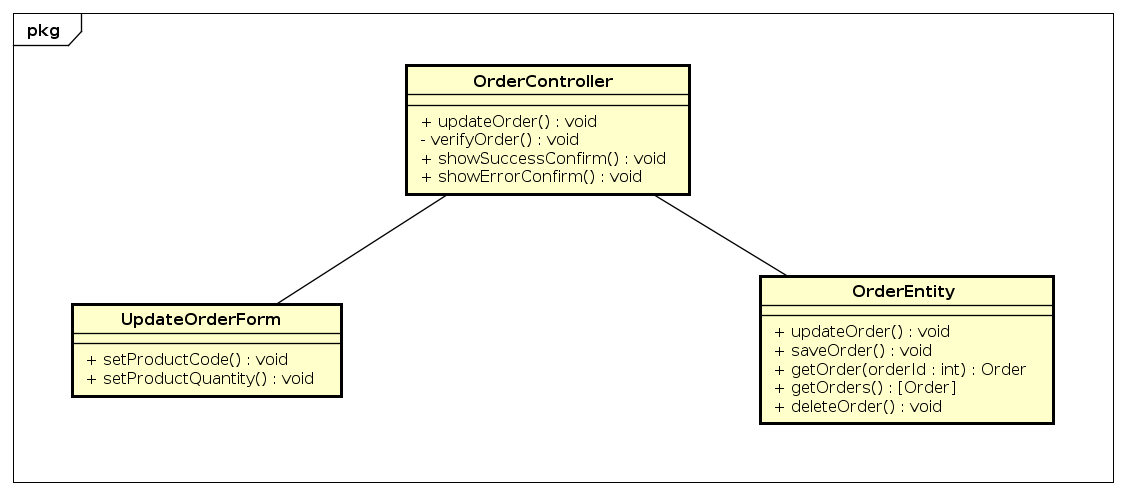 pkg
OrderController
+ updateOrder() : void
- verifyOrder() : void
+ showSuccessConfirm() : void
+ showErrorConfirm() : void
UpdateOrderForm
+ setProductCode() : void
+ setProductQuantity() : void
OrderEntity
+ updateOrder() : void
+ saveOrder() : void
+ getOrder(orderId : int) : Order
+ getOrders() : [Order]
+ deleteOrder() : void